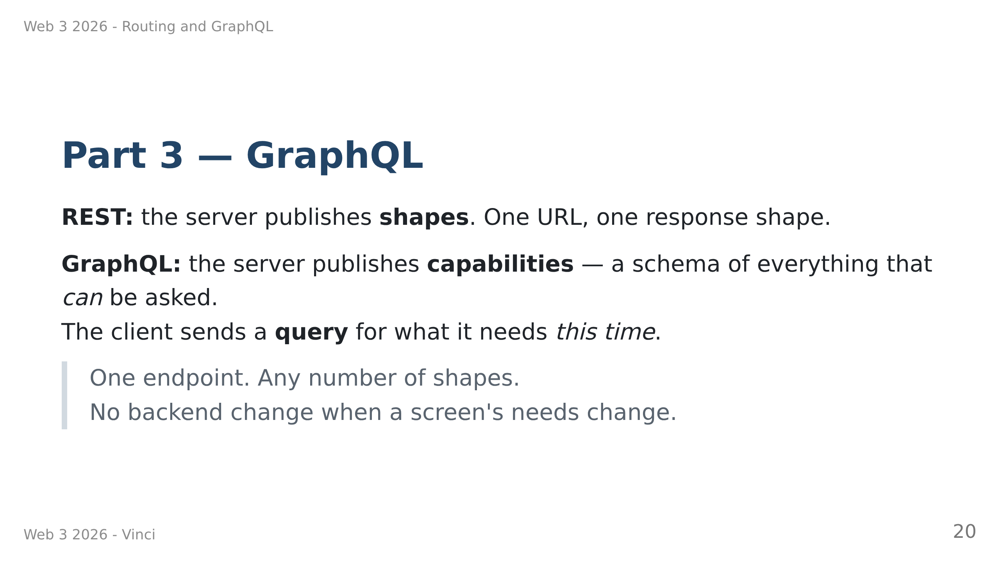 Web 3 2026 - Routing and GraphQL
Part 3 — GraphQL
REST: the server publishes shapes. One URL, one response shape.
GraphQL: the server publishes capabilities — a schema of everything that
can be asked.
The client sends a query for what it needs this time.
One endpoint. Any number of shapes.
No backend change when a screen's needs change.
Web 3 2026 - Vinci
20